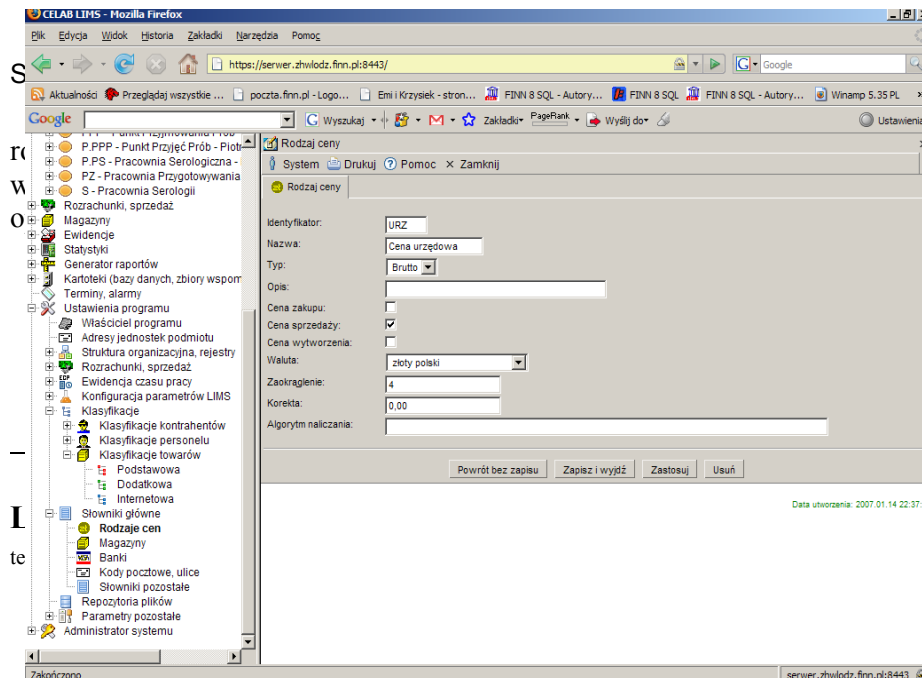 CELAB LIMS - Mozilla Firefox
Plik Edycja Widok Historia Zakładki Narzędzia Pomoc
https://serwer.zhwlodz.finn.pl:8443/
Google
Aktualności Przeglądaj wszystkie ... poczta.finn.pl - Logo... Emi i Krzysiek - stron... FINN 8 SQL - Autory... FINN 8 SQL FINN 8 SQL - Autory... Winamp 5.35 PL »
Google Wyszukaj Zakładki PageRank Wyślij do Ustawienia
P.PPP - Punkt Przyjęć Prób - Piotr
P.PS - Pracownia Serologiczna -
PZ - Pracownia Przygotowywania
S - Pracownia Serologii
Rozrachunki, sprzedaż
Magazyny
Ewidencje
Statystyki
Generator raportów
Kartoteki (bazy danych, zbiory wspom
Terminy, alarmy
Ustawienia programu
Właściciel programu
Adresy jednostek podmiotu
Struktura organizacyjna, rejestry
Rozrachunki, sprzedaż
Ewidencja czasu pracy
Konfiguracja parametrów LIMS
Klasyfikacje
Klasyfikacje kontrahentów
Klasyfikacje personelu
Klasyfikacje towarów
Podstawowa
Dodatkowa
Internetowa
Słowniki główne
Rodzaje cen
Magazyny
Banki
Kody pocztowe, ulice
Słowniki pozostałe
Repozytoria plików
Parametry pozostałe
Administrator systemu
Rodzaj ceny
System Drukuj Pomoc Zamknij
Rodzaj ceny
Identyfikator: URZ
Nazwa: Cena urzędowa
Typ: Brutto
Opis:
Cena zakupu:
Cena sprzedaży:
Cena wytworzenia:
Waluta: złoty polski
Zaokrąglenie: 4
Korekta: 0,00
Algorytm naliczania:
Powrót bez zapisu Zapisz i wyjdź Zastosuj Usuń
Data utworzenia: 2007.01.14 22:37:
Zakończono serwer.zhwlodz.finn.pl:8443